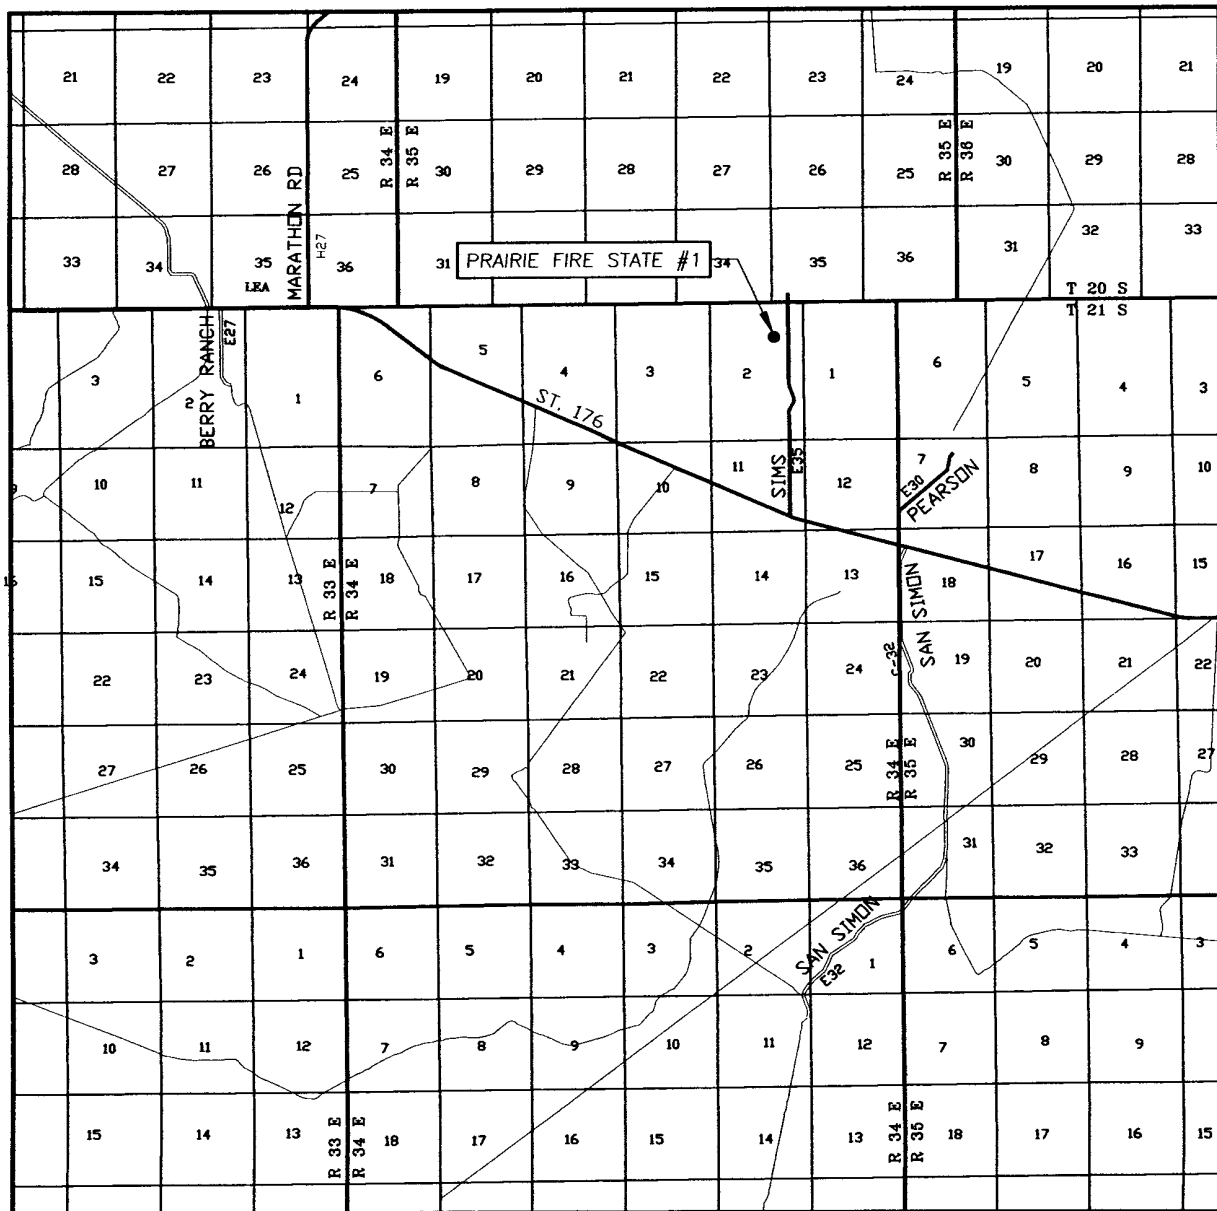 21 22 23 24 19 20 21 22 23 24 19 20 21
R 34 E
R 35 E
R 35 E
R 36 E
28 27 26 25 30 29 28 27 26 25 30 29 28
MARATHON RD
H27
33 34 35 36 31 34 35 36 31 32 33
LEA
PRAIRIE FIRE STATE #1
T 20 S
T 21 S
BERRY RANCH
E27
3 2 1 6 5 4 3 2 1 6 5 4 3
ST. 176
SIMS
E35
E30
PEARSON
10 11 12 7 8 9 10 11 12 7 8 9 10
R 33 E
R 34 E
15 14 13 18 17 16 15 14 13 18 17 16 15
SAN SIMON
C-32
22 23 24 19 20 21 22 23 24 19 20 21 22
R 34 E
R 35 E
27 26 25 30 29 28 27 26 25 30 29 28 27
34 35 36 31 32 33 34 35 36 31 32 33
SAN SIMON
E32
3 2 1 6 5 4 3 2 1 6 5 4 3
10 11 12 7 8 9 10 11 12 7 8 9
R 33 E
R 34 E
R 34 E
R 35 E
15 14 13 18 17 16 15 14 13 18 17 16 15